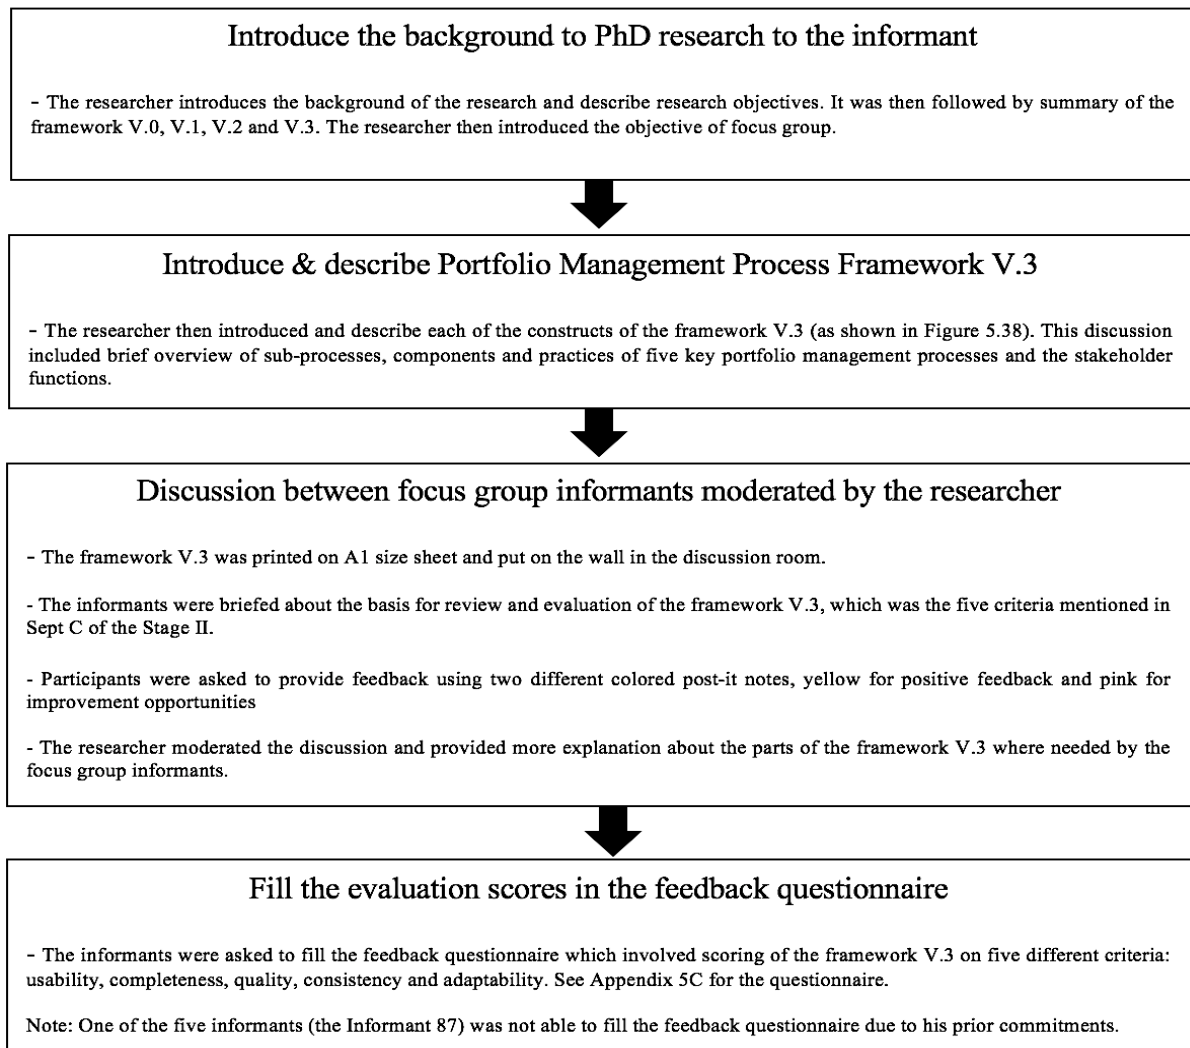 Introduce the background to PhD research to the informant
- The researcher introduces the background of the research and describe research objectives. It was then followed by summary of the
framework V.0, V.1, V.2 and V.3. The researcher then introduced the objective of focus group.
Introduce & describe Portfolio Management Process Framework V.3
- The researcher then introduced and describe each of the constructs of the framework V.3 (as shown in Figure 5.38). This discussion
included brief overview of sub-processes, components and practices of five key portfolio management processes and the stakeholder
functions.
Discussion between focus group informants moderated by the researcher
- The framework V.3 was printed on A1 size sheet and put on the wall in the discussion room.
- The informants were briefed about the basis for review and evaluation of the framework V.3, which was the five criteria mentioned in
Sept C of the Stage II.
- Participants were asked to provide feedback using two different colored post-it notes, yellow for positive feedback and pink for
improvement opportunities
- The researcher moderated the discussion and provided more explanation about the parts of the framework V.3 where needed by the
focus group informants.
Fill the evaluation scores in the feedback questionnaire
- The informants were asked to fill the feedback questionnaire which involved scoring of the framework V.3 on five different criteria:
usability, completeness, quality, consistency and adaptability. See Appendix 5C for the questionnaire.
Note: One of the five informants (the Informant 87) was not able to fill the feedback questionnaire due to his prior commitments.